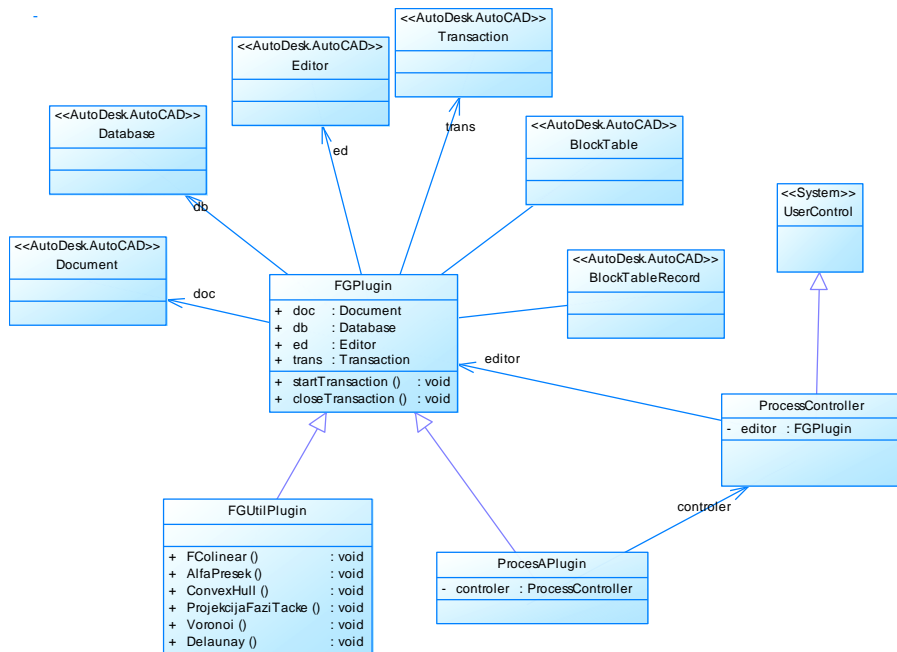 <<AutoDesk.AutoCAD>>
Transaction
<<AutoDesk.AutoCAD>>
Editor
<<AutoDesk.AutoCAD>>
Database
<<AutoDesk.AutoCAD>>
BlockTable
trans
ed
<<System>>
UserControl
db
<<AutoDesk.AutoCAD>>
Document
<<AutoDesk.AutoCAD>>
BlockTableRecord
doc
FGPlugin
+ doc : Document
+ db : Database
+ ed : Editor
+ trans : Transaction
+ startTransaction () : void
+ closeTransaction () : void
editor
ProcessController
- editor : FGPlugin
controler
FGUtilPlugin
+ FColinear () : void
+ AlfaPresek () : void
+ ConvexHull () : void
+ ProjekcijaFaziTacke () : void
+ Voronoi () : void
+ Delaunay () : void
ProcesAPlugin
- controler : ProcessController